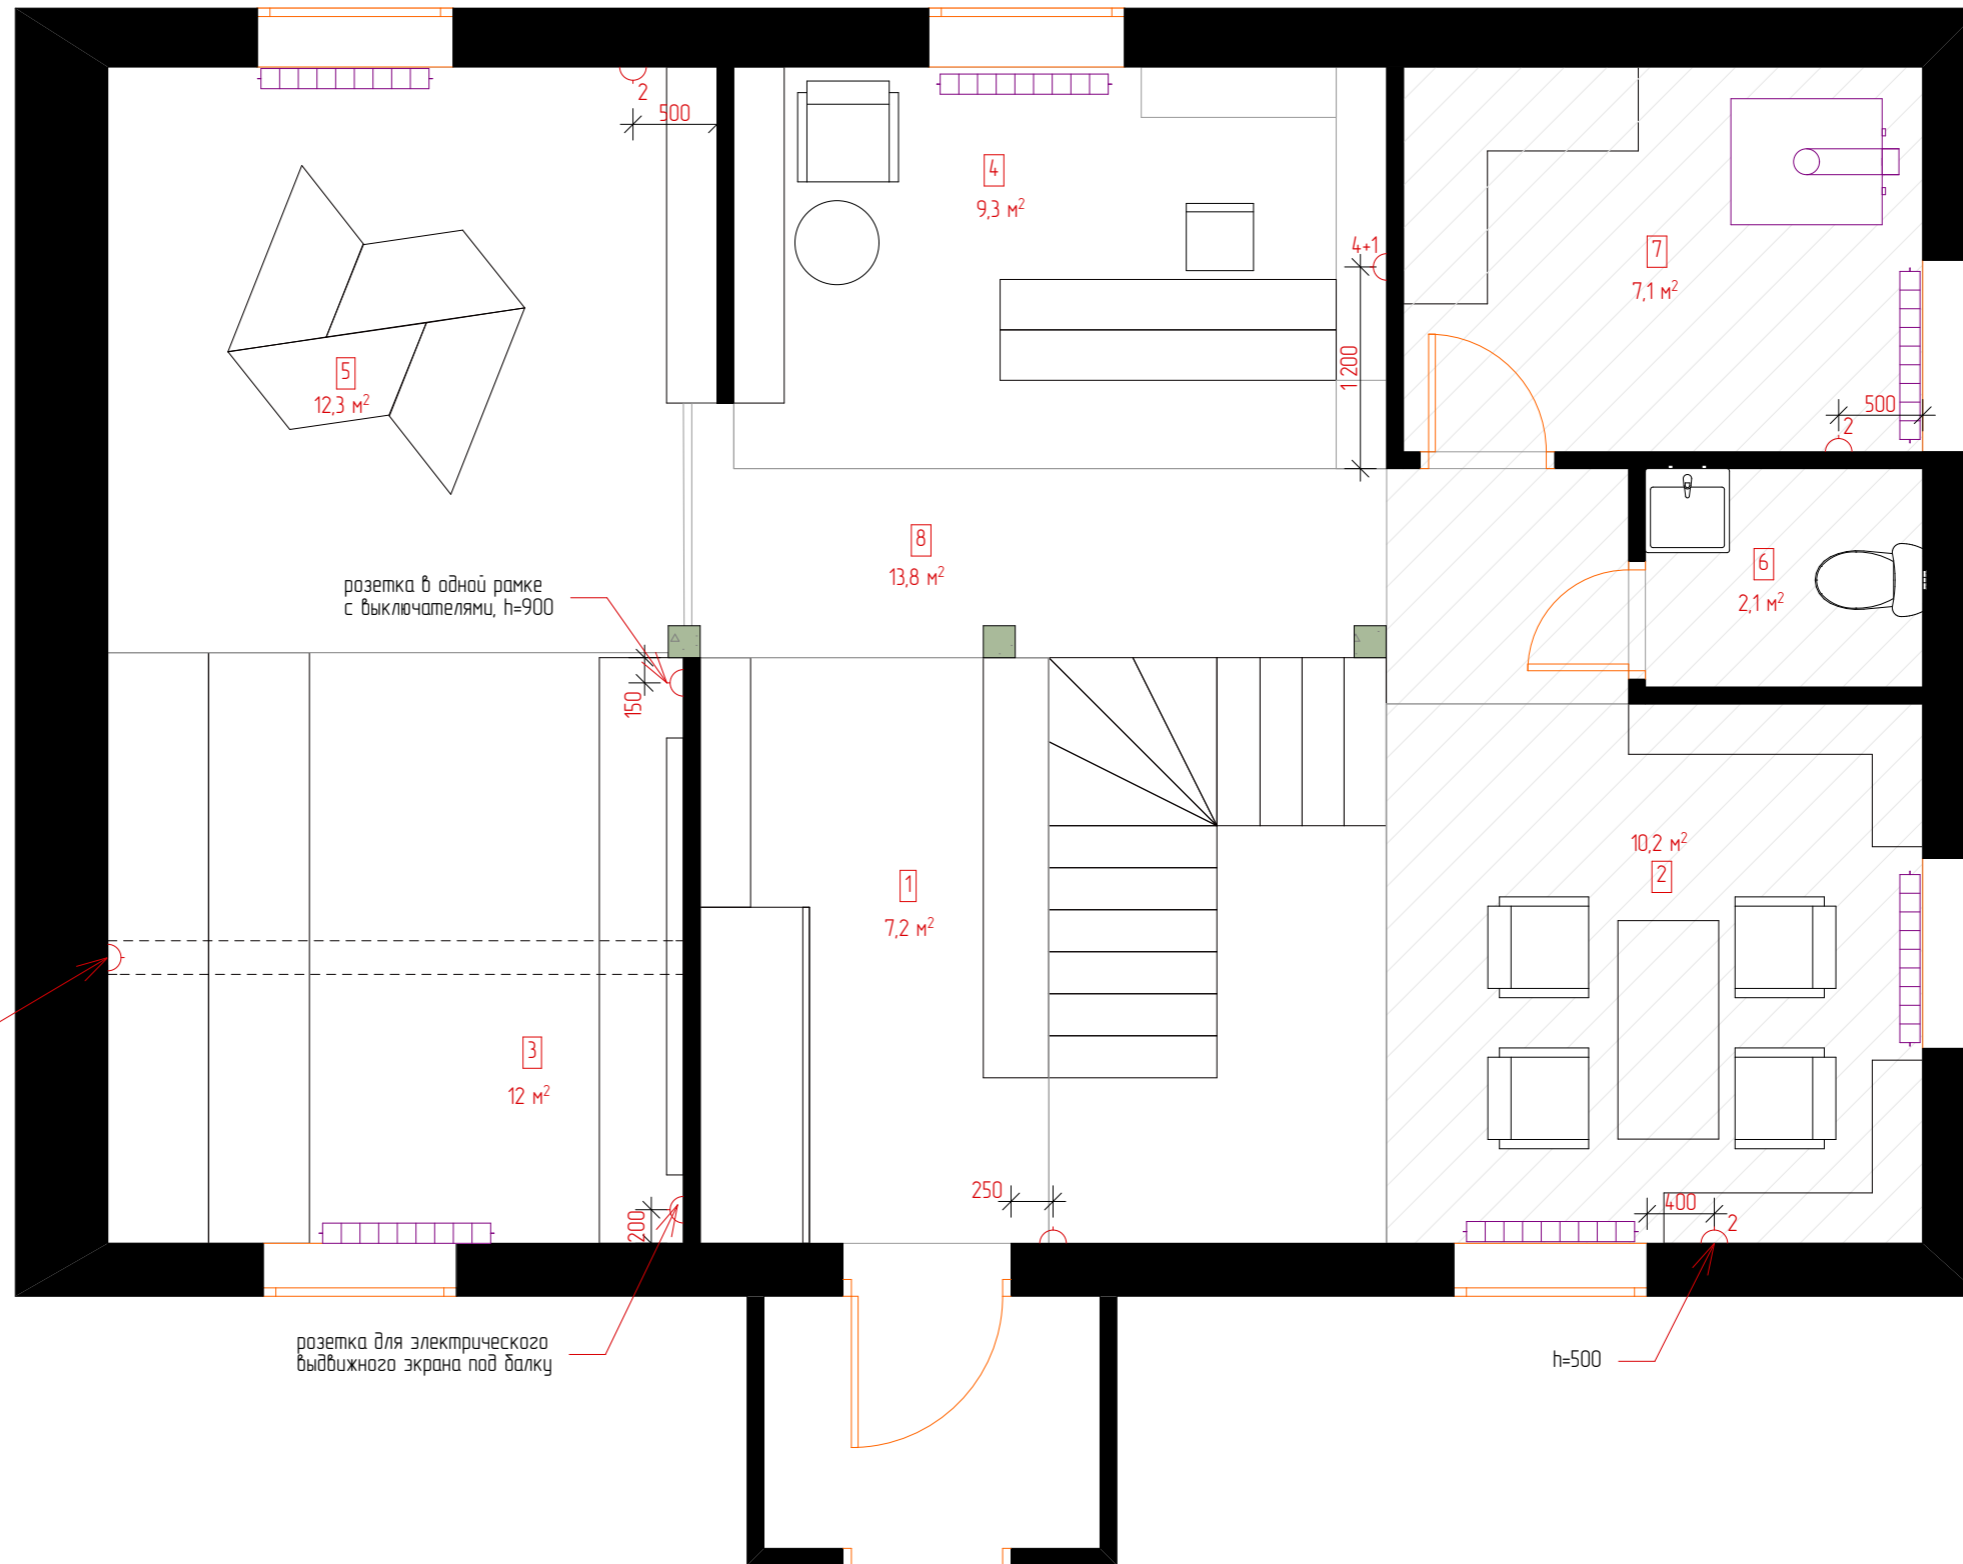 2
500
4
9,3 м²
4+1
7
7,1 м²
5
12,3 м²
1 200
500
2
8
13,8 м²
6
2,1 м²
розетка в одной рамке
с выключателями, h=900
150
10,2 м²
2
1
7,2 м²
3
12 м²
250
400
2
200
розетка для электрического
выдвижного экрана под балку
h=500